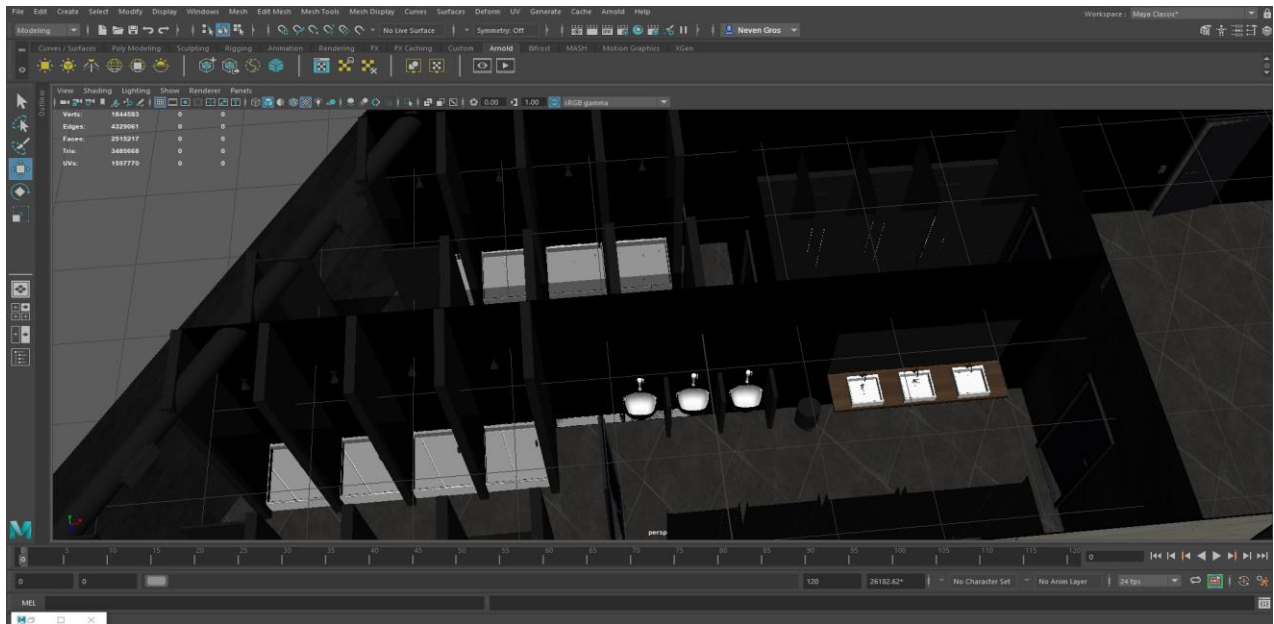 File Edit Create Select Modify Display Windows Mesh Edit Mesh Mesh Tools Mesh Display Curves Surfaces Deform UV Generate Cache Arnold Help Workspace : Maya Classic*
Modeling No Live Surface Symmetry: Off Neven Gros
Curves / Surfaces Poly Modeling Sculpting Rigging Animation Rendering FX FX Caching Custom Arnold Bifrost MASH Motion Graphics XGen
View Shading Lighting Show Renderer Panels
0.00 1.00 sRGB gamma
Outliner
Verts: 1844593 0 0
Edges: 4329061 0 0
Faces: 2515217 0 0
Tris: 3485668 0 0
UVs: 1597770 0 0
persp
0 5 10 15 20 25 30 35 40 45 50 55 60 65 70 75 80 85 90 95 100 105 110 115 120 0
0
0 0 120 26182.62* No Character Set No Anim Layer 24 fps
MEL